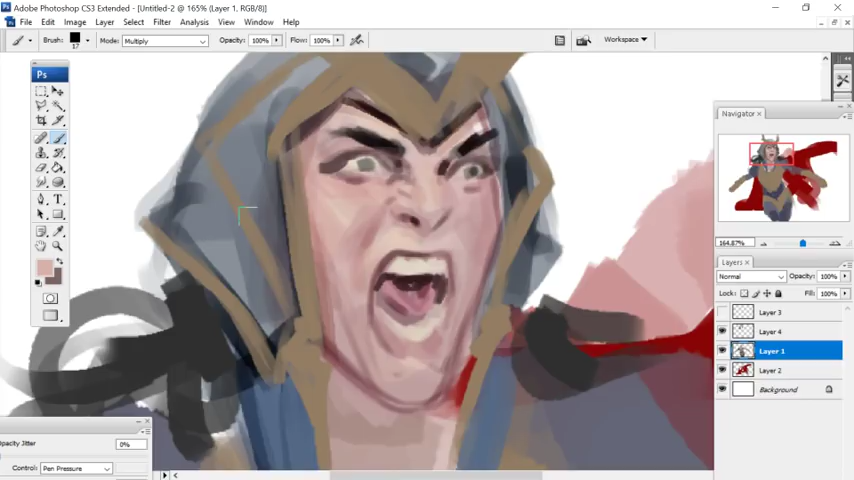 Adobe Photoshop CS3 Extended - [Untitled-2 @ 165% (Layer 1, RGB/8)]
File Edit Image Layer Select Filter Analysis View Window Help
Brush: 17 Mode: Multiply Opacity: 100% Flow: 100% Workspace
Ps
Navigator
164.87%
Layers
Normal Opacity: 100%
Lock: Fill: 100%
Layer 3
Layer 4
Layer 1
Layer 2
Background
Opacity Jitter 0%
Control: Pen Pressure